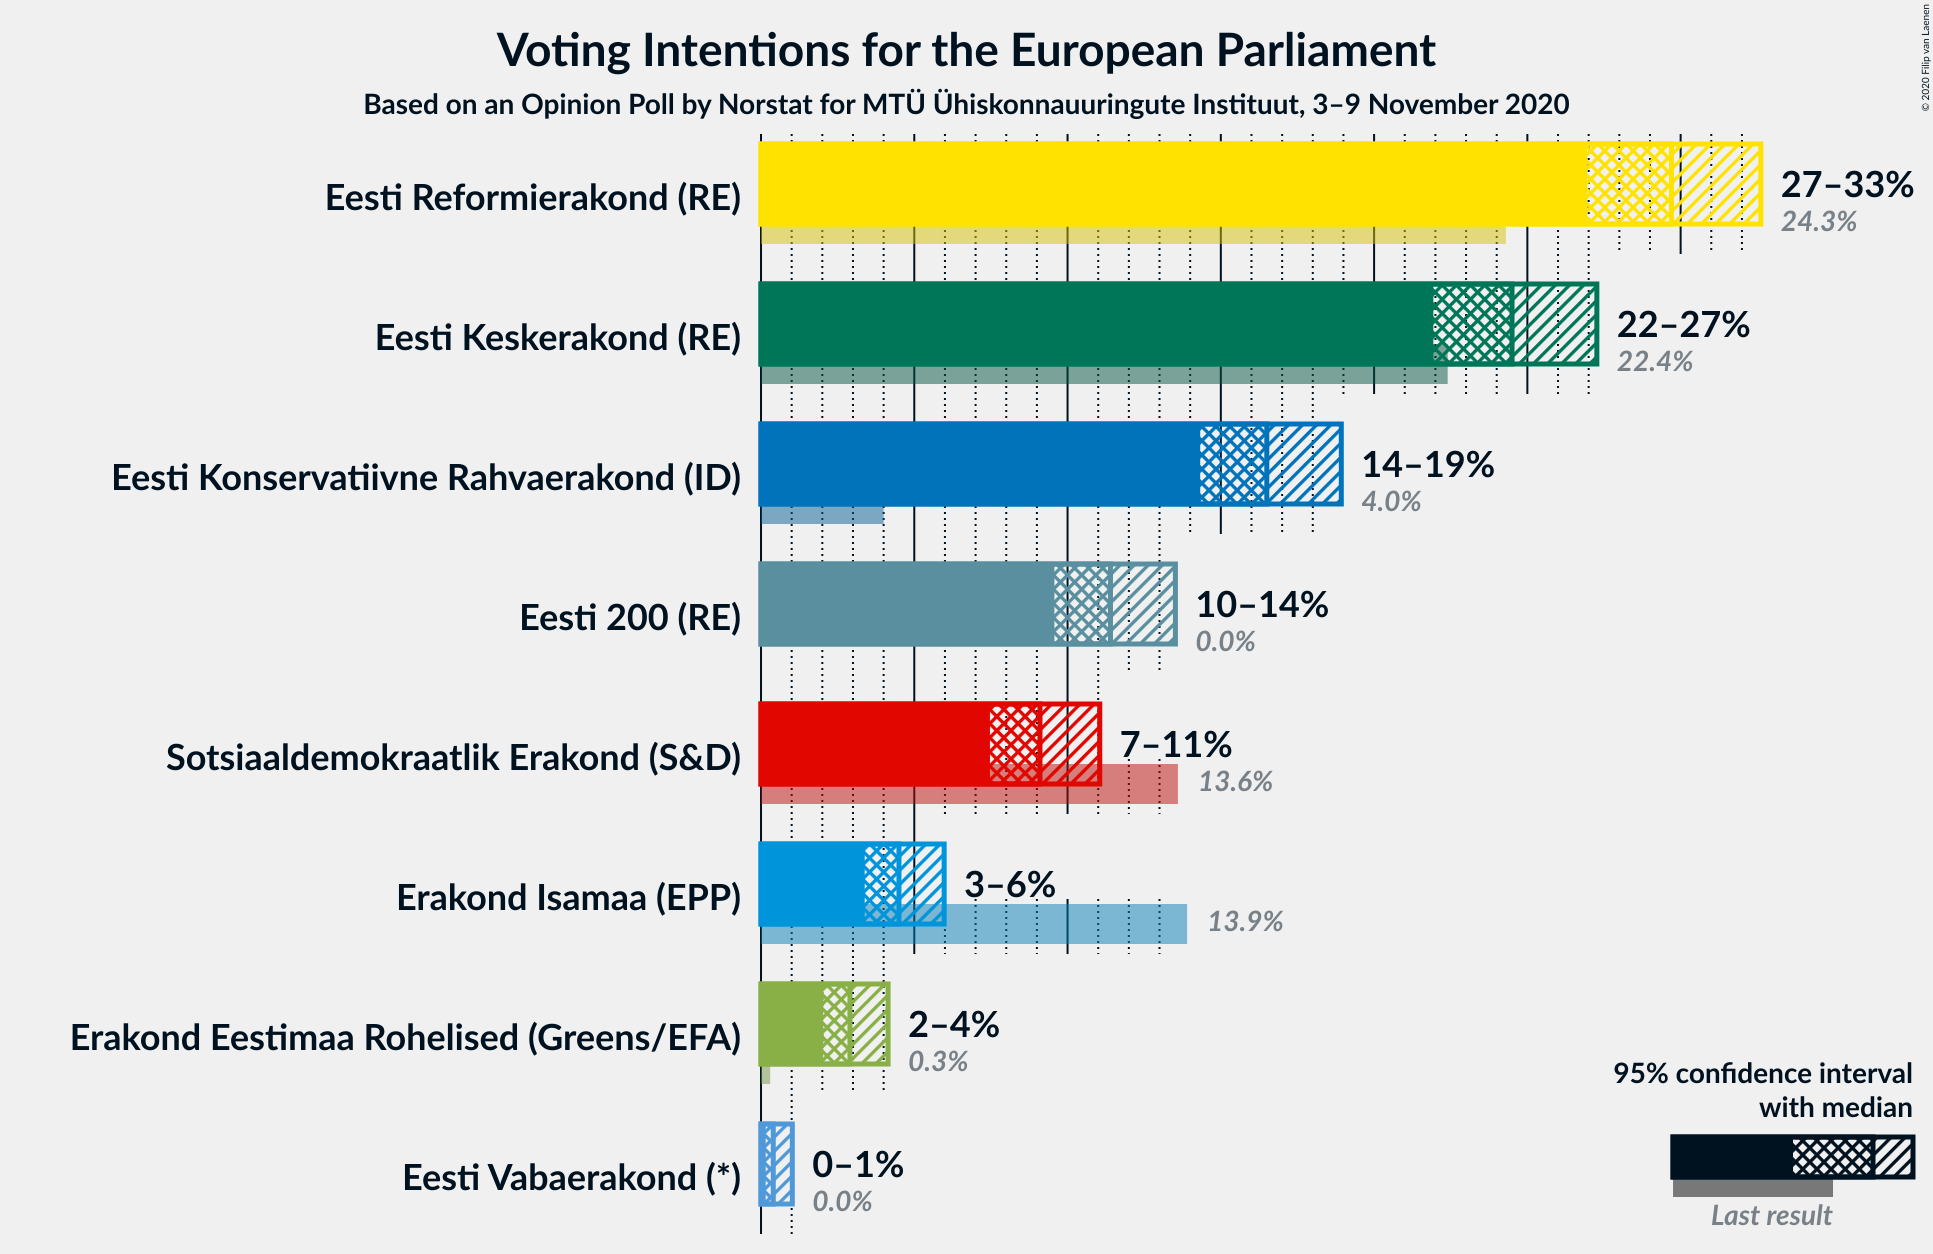 Voting Intentions for the European Parliament
Based on an Opinion Poll by Norstat for MTÜ Ühiskonnauuringute Instituut, 3–9 November 2020
© 2020 Filip van Laenen
Eesti Reformierakond (RE)
27–33%
24.3%
Eesti Keskerakond (RE)
22–27%
22.4%
Eesti Konservatiivne Rahvaerakond (ID)
14–19%
4.0%
Eesti 200 (RE)
10–14%
0.0%
Sotsiaaldemokraatlik Erakond (S&D)
7–11%
13.6%
Erakond Isamaa (EPP)
3–6%
13.9%
Erakond Eestimaa Rohelised (Greens/EFA)
2–4%
0.3%
Eesti Vabaerakond (*)
0–1%
0.0%
95% confidence interval
with median
Last result